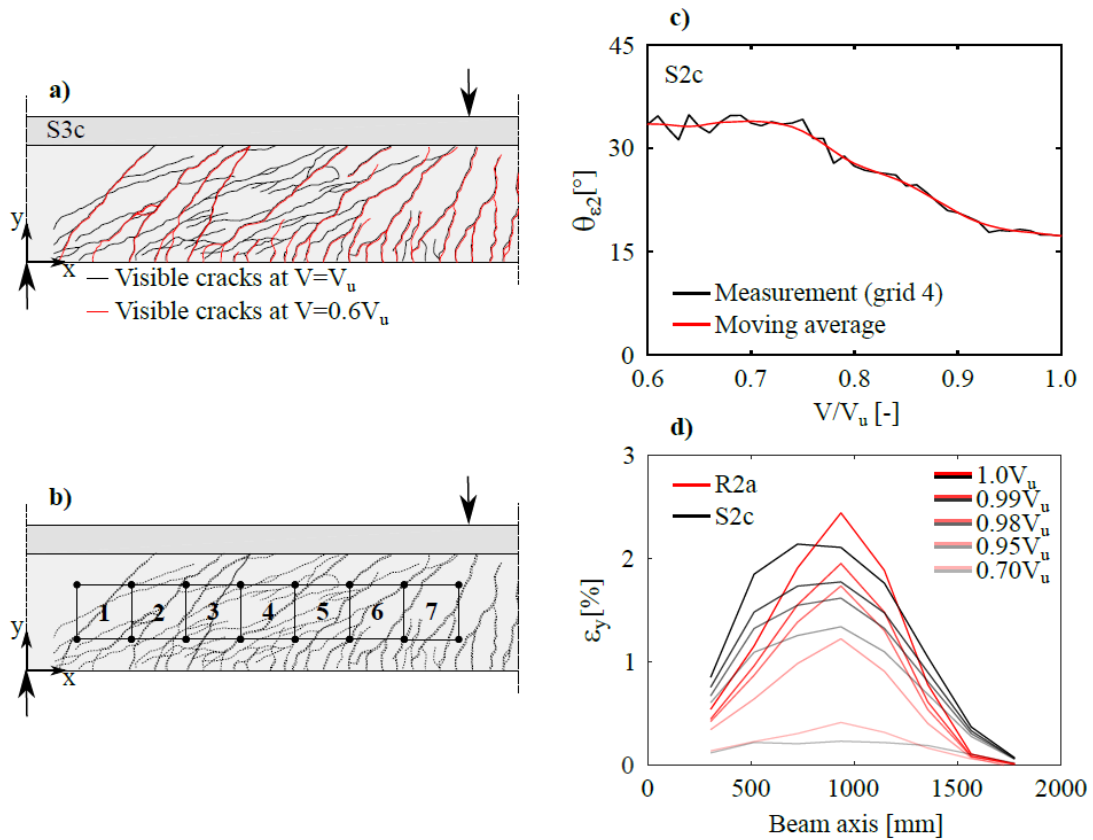 a)
S3c
y
x
Visible cracks at V=Vᵤ
Visible cracks at V=0.6Vᵤ
b)
1 2 3 4 5 6 7
y
x
c)
45
30
15
0
θε2[°]
S2c
Measurement (grid 4)
Moving average
0.6 0.7 0.8 0.9 1.0
V/Vᵤ [-]
d)
3
2
1
0
εy[%]
R2a
S2c
1.0Vᵤ
0.99Vᵤ
0.98Vᵤ
0.95Vᵤ
0.70Vᵤ
0 500 1000 1500 2000
Beam axis [mm]